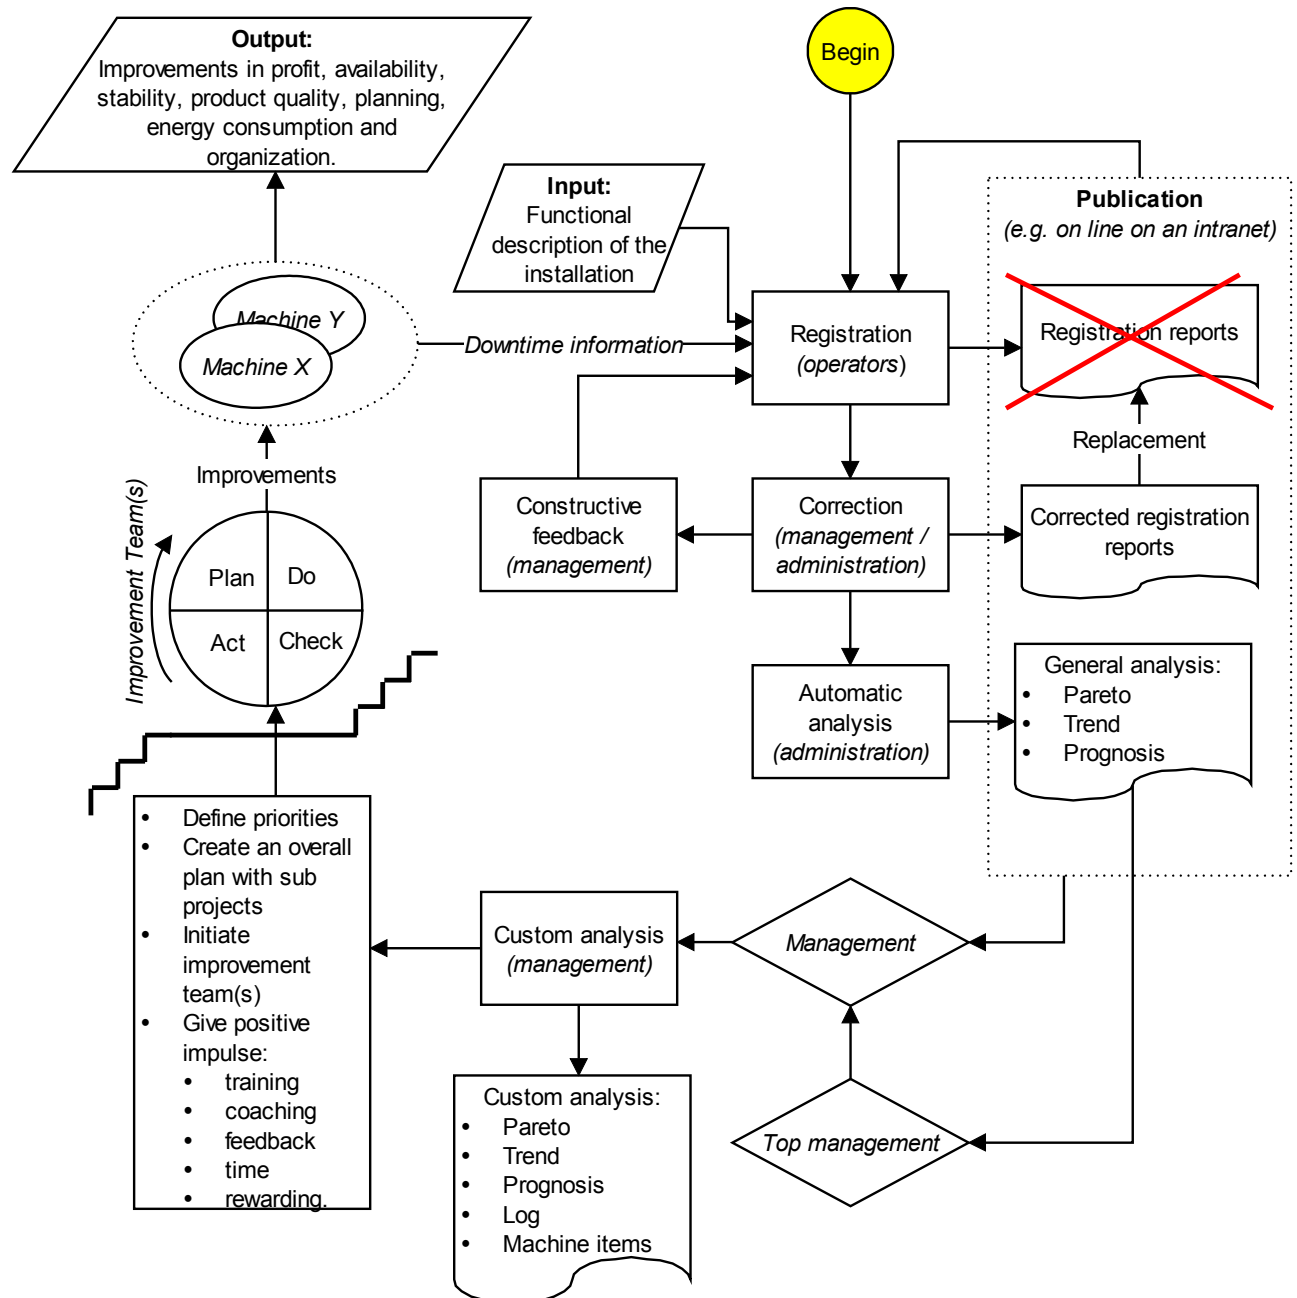 Output:
Improvements in profit, availability,
stability, product quality, planning,
energy consumption and
organization.
Begin
Input:
Functional
description of the
installation
Publication
(e.g. on line on an intranet)
Machine Y
Machine X
Downtime information
Registration
(operators)
Registration reports
Replacement
Improvements
Improvement Team(s)
Plan
Do
Act
Check
Constructive
feedback
(management)
Correction
(management /
administration)
Corrected registration
reports
Automatic
analysis
(administration)
General analysis:
• Pareto
• Trend
• Prognosis
• Define priorities
• Create an overall
plan with sub
projects
• Initiate
improvement
team(s)
• Give positive
impulse:
• training
• coaching
• feedback
• time
• rewarding.
Custom analysis
(management)
Management
Custom analysis:
• Pareto
• Trend
• Prognosis
• Log
• Machine items
Top management